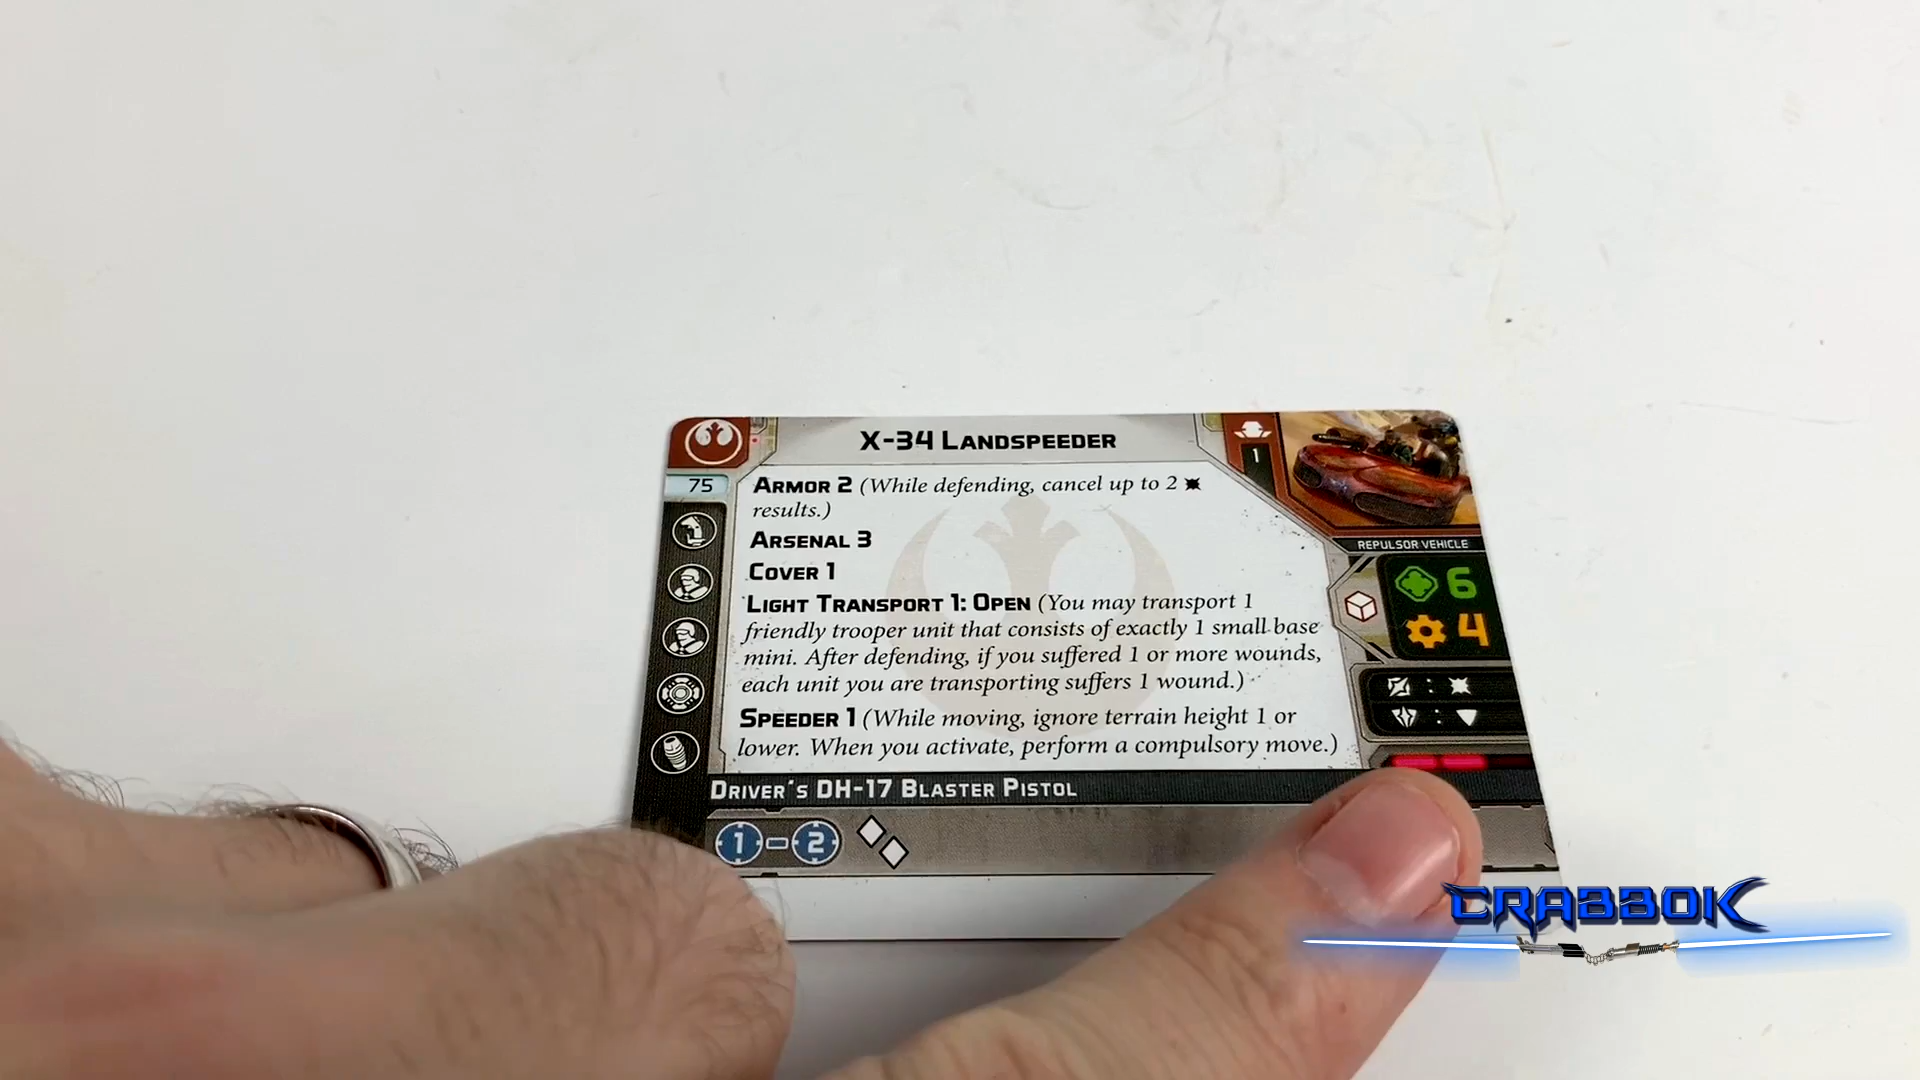 X-34 LANDSPEEDER
1
75
ARMOR 2 (While defending, cancel up to 2
results.)
ARSENAL 3
COVER 1
LIGHT TRANSPORT 1: OPEN (You may transport 1
friendly trooper unit that consists of exactly 1 small base
mini. After defending, if you suffered 1 or more wounds,
each unit you are transporting suffers 1 wound.)
SPEEDER 1 (While moving, ignore terrain height 1 or
lower. When you activate, perform a compulsory move.)
REPULSOR VEHICLE
6
4
: 
:
DRIVER'S DH-17 BLASTER PISTOL
1 - 2
CRABBOK